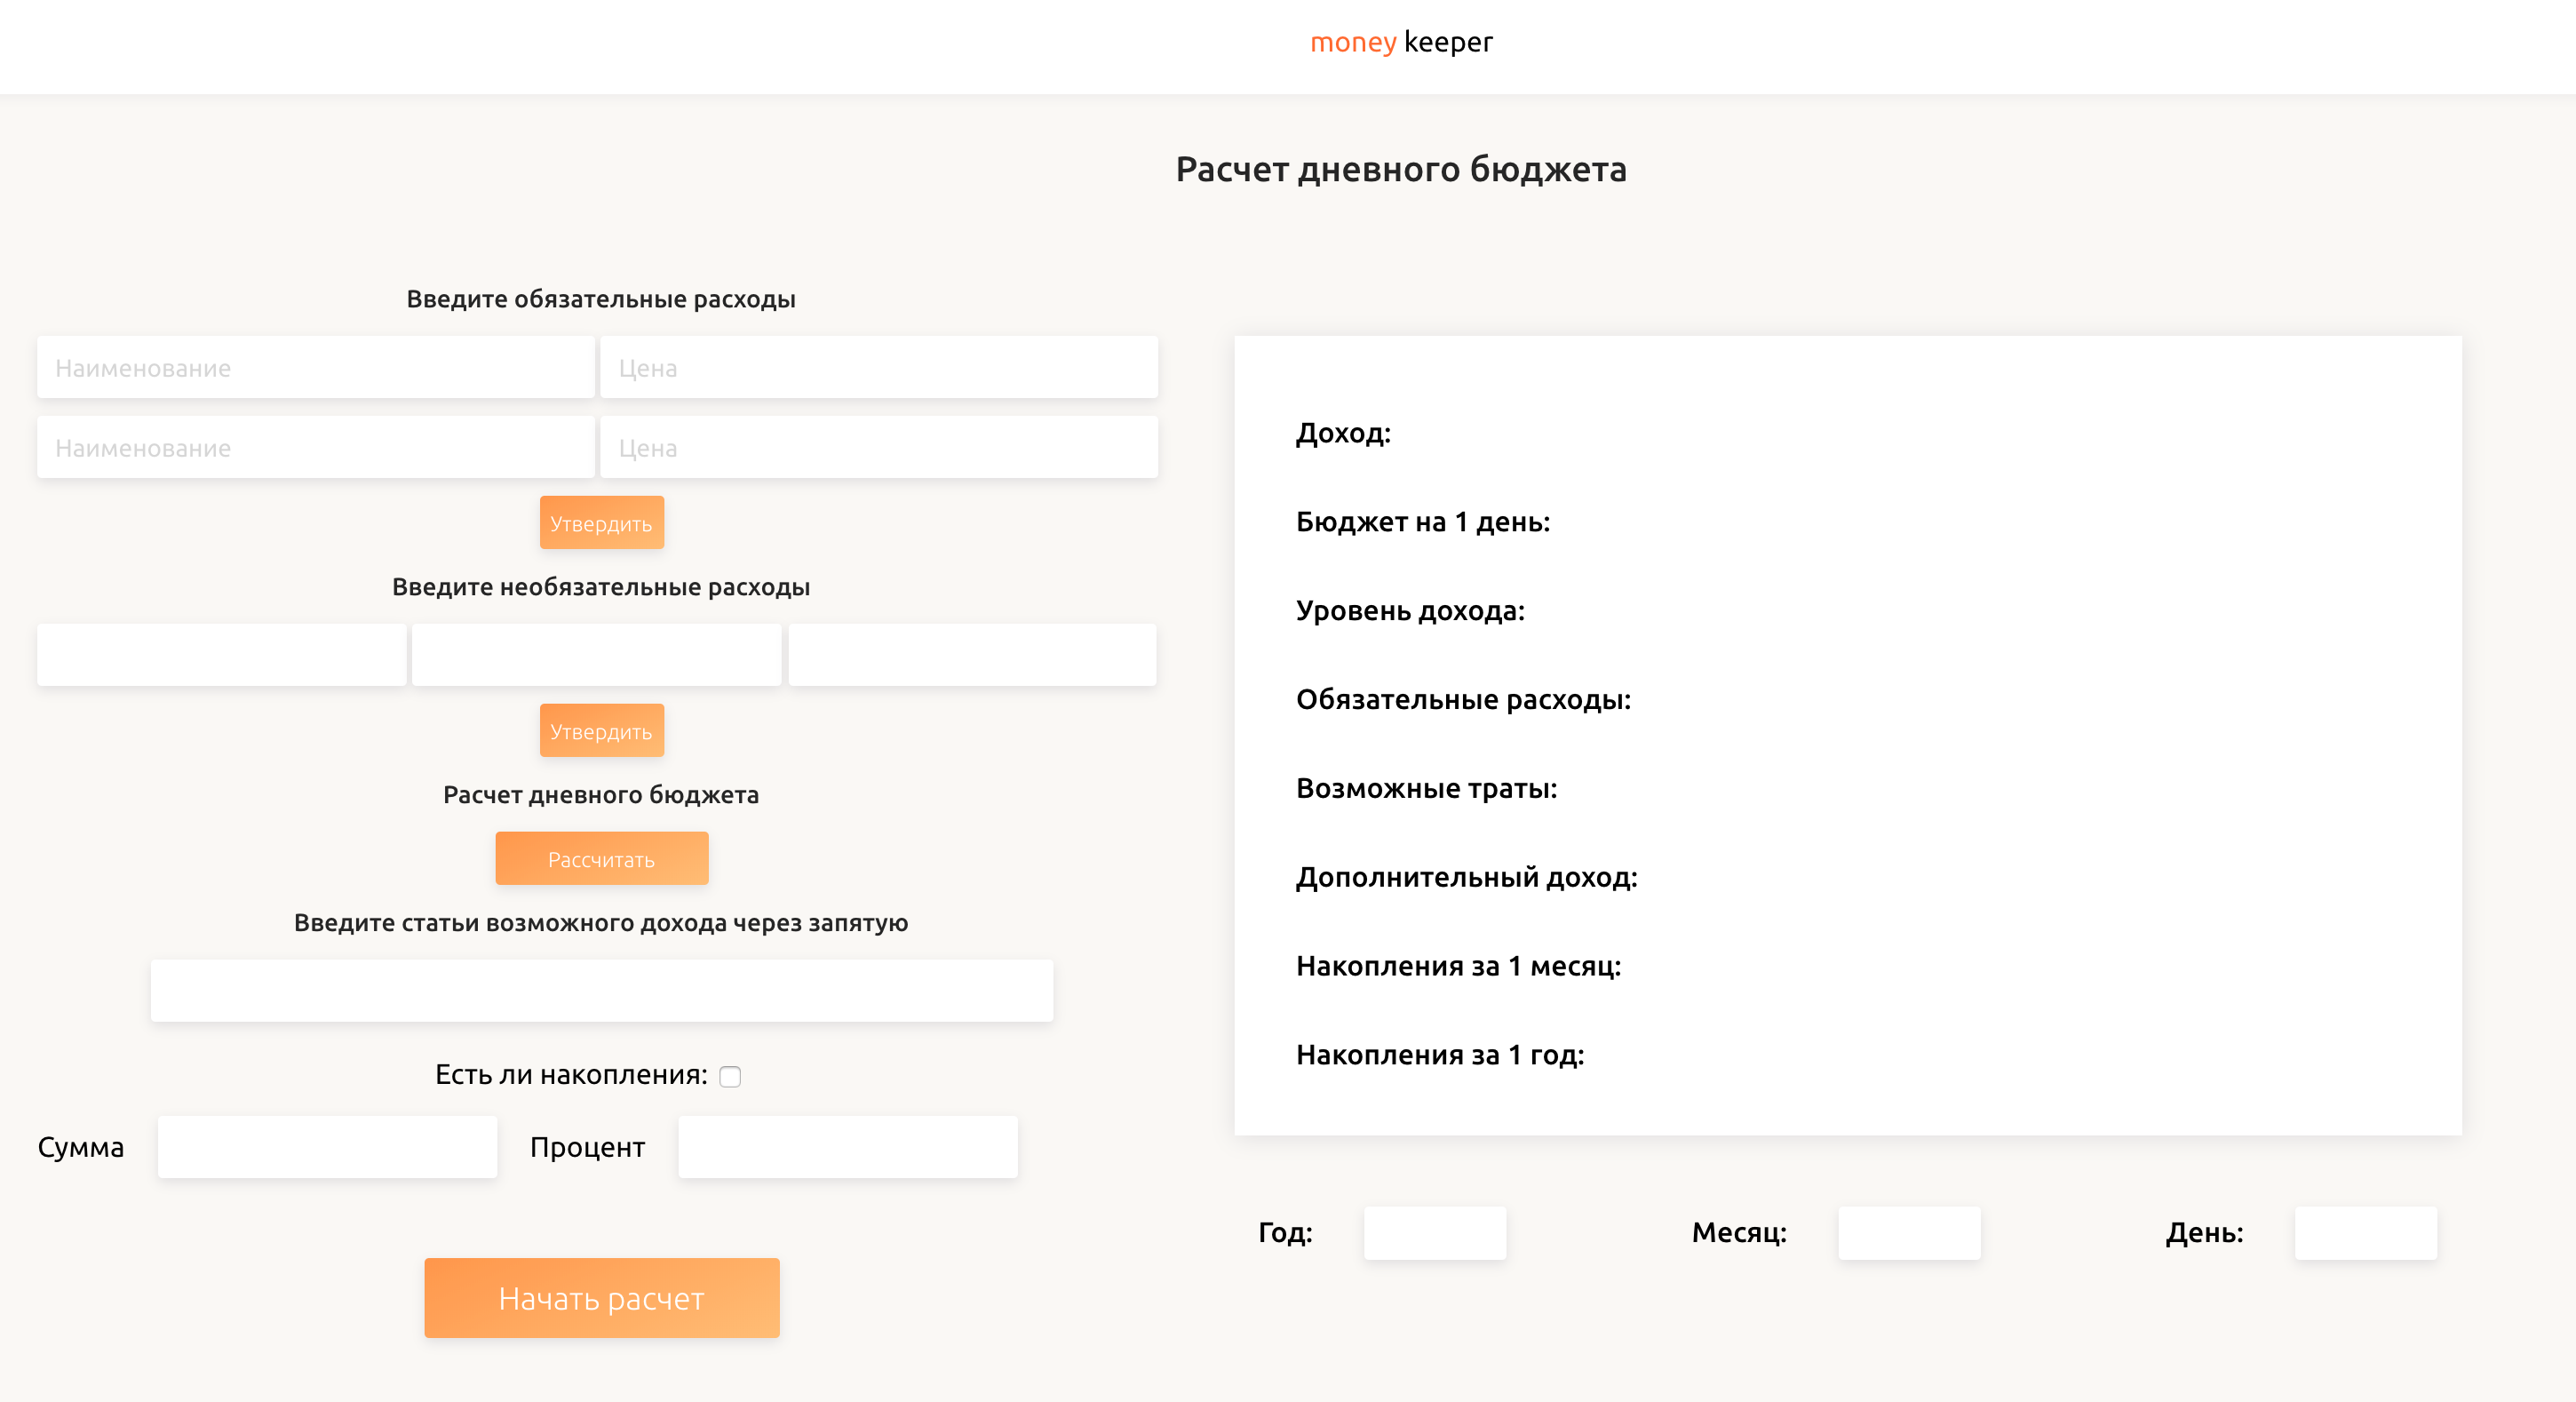 money keeper
Расчет дневного бюджета
Введите обязательные расходы
Наименование Цена
Наименование Цена
Утвердить
Введите необязательные расходы
Утвердить
Расчет дневного бюджета
Рассчитать
Введите статьи возможного дохода через запятую
Есть ли накопления:
Сумма Процент
Начать расчет
Доход:
Бюджет на 1 день:
Уровень дохода:
Обязательные расходы:
Возможные траты:
Дополнительный доход:
Накопления за 1 месяц:
Накопления за 1 год:
Год: Месяц: День: